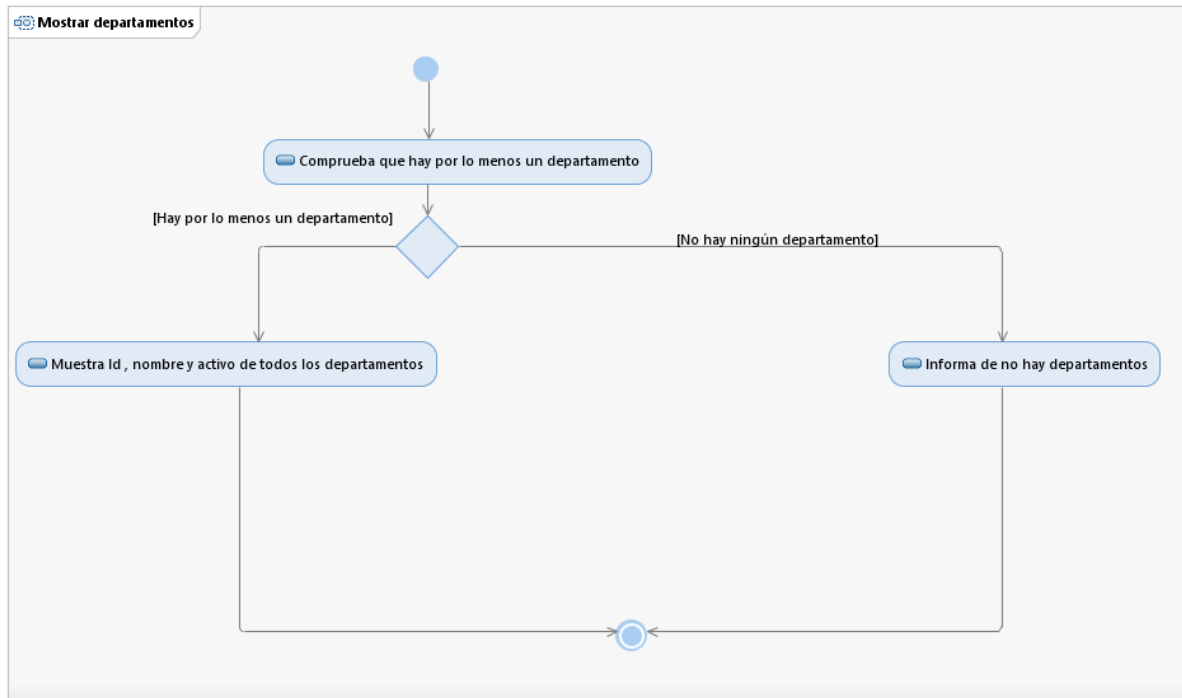 Mostrar departamentos
Comprueba que hay por lo menos un departamento
[Hay por lo menos un departamento]
[No hay ningún departamento]
Muestra Id , nombre y activo de todos los departamentos
Informa de no hay departamentos